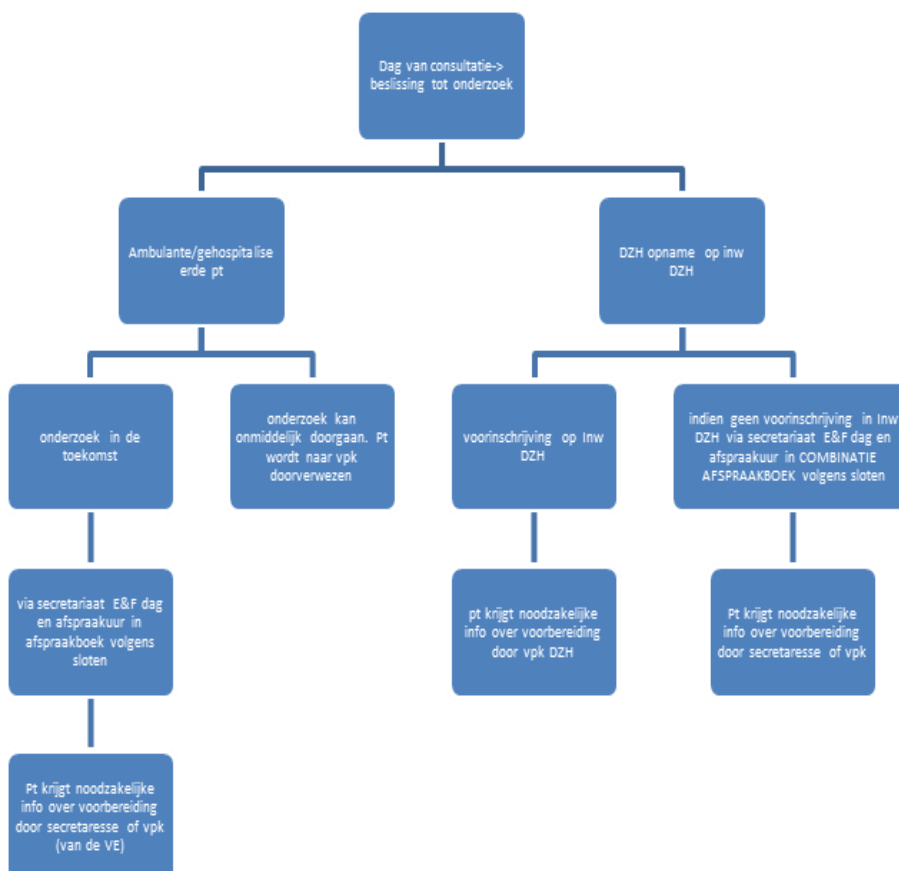 Dag van consultatie->
beslissing tot onderzoek
Ambulante/gehospitalise
erde pt
DZH opname op inw
DZH
onderzoek in de
toekomst
onderzoek kan
onmiddelijk doorgaan. Pt
wordt naar vpk
doorverwezen
voorinschrijving op Inw
DZH
indien geen voorinschrijving in Inw
DZH via secretariaat E&F dag en
afspraakuur in COMBINATIE
AFSPRAAKBOEK volgens sloten
via secretariaat E&F dag
en afspraakuur in
afspraakboek volgens
sloten
pt krijgt noodzakelijke
info over voorbereiding
door vpk DZH
Pt krijgt noodzakelijke
info over voorbereiding
door secretaresse of vpk
Pt krijgt noodzakelijke
info over voorbereiding
door secretaresse of vpk
(van de VE)